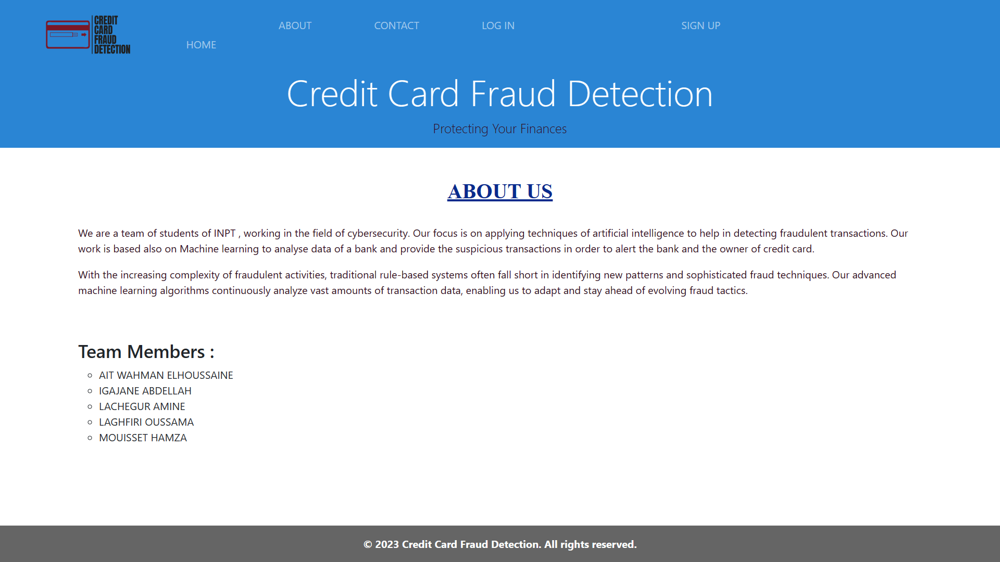 CREDIT
CARD
FRAUD
DETECTION
HOME
ABOUT
CONTACT
LOG IN
SIGN UP
Credit Card Fraud Detection
Protecting Your Finances
ABOUT US
We are a team of students of INPT , working in the field of cybersecurity. Our focus is on applying techniques of artificial intelligence to help in detecting fraudulent transactions. Our
work is based also on Machine learning to analyse data of a bank and provide the suspicious transactions in order to alert the bank and the owner of credit card.
With the increasing complexity of fraudulent activities, traditional rule-based systems often fall short in identifying new patterns and sophisticated fraud techniques. Our advanced
machine learning algorithms continuously analyze vast amounts of transaction data, enabling us to adapt and stay ahead of evolving fraud tactics.
Team Members :
AIT WAHMAN ELHOUSSAINE
IGAJANE ABDELLAH
LACHEGUR AMINE
LAGHFIRI OUSSAMA
MOUISSET HAMZA
© 2023 Credit Card Fraud Detection. All rights reserved.